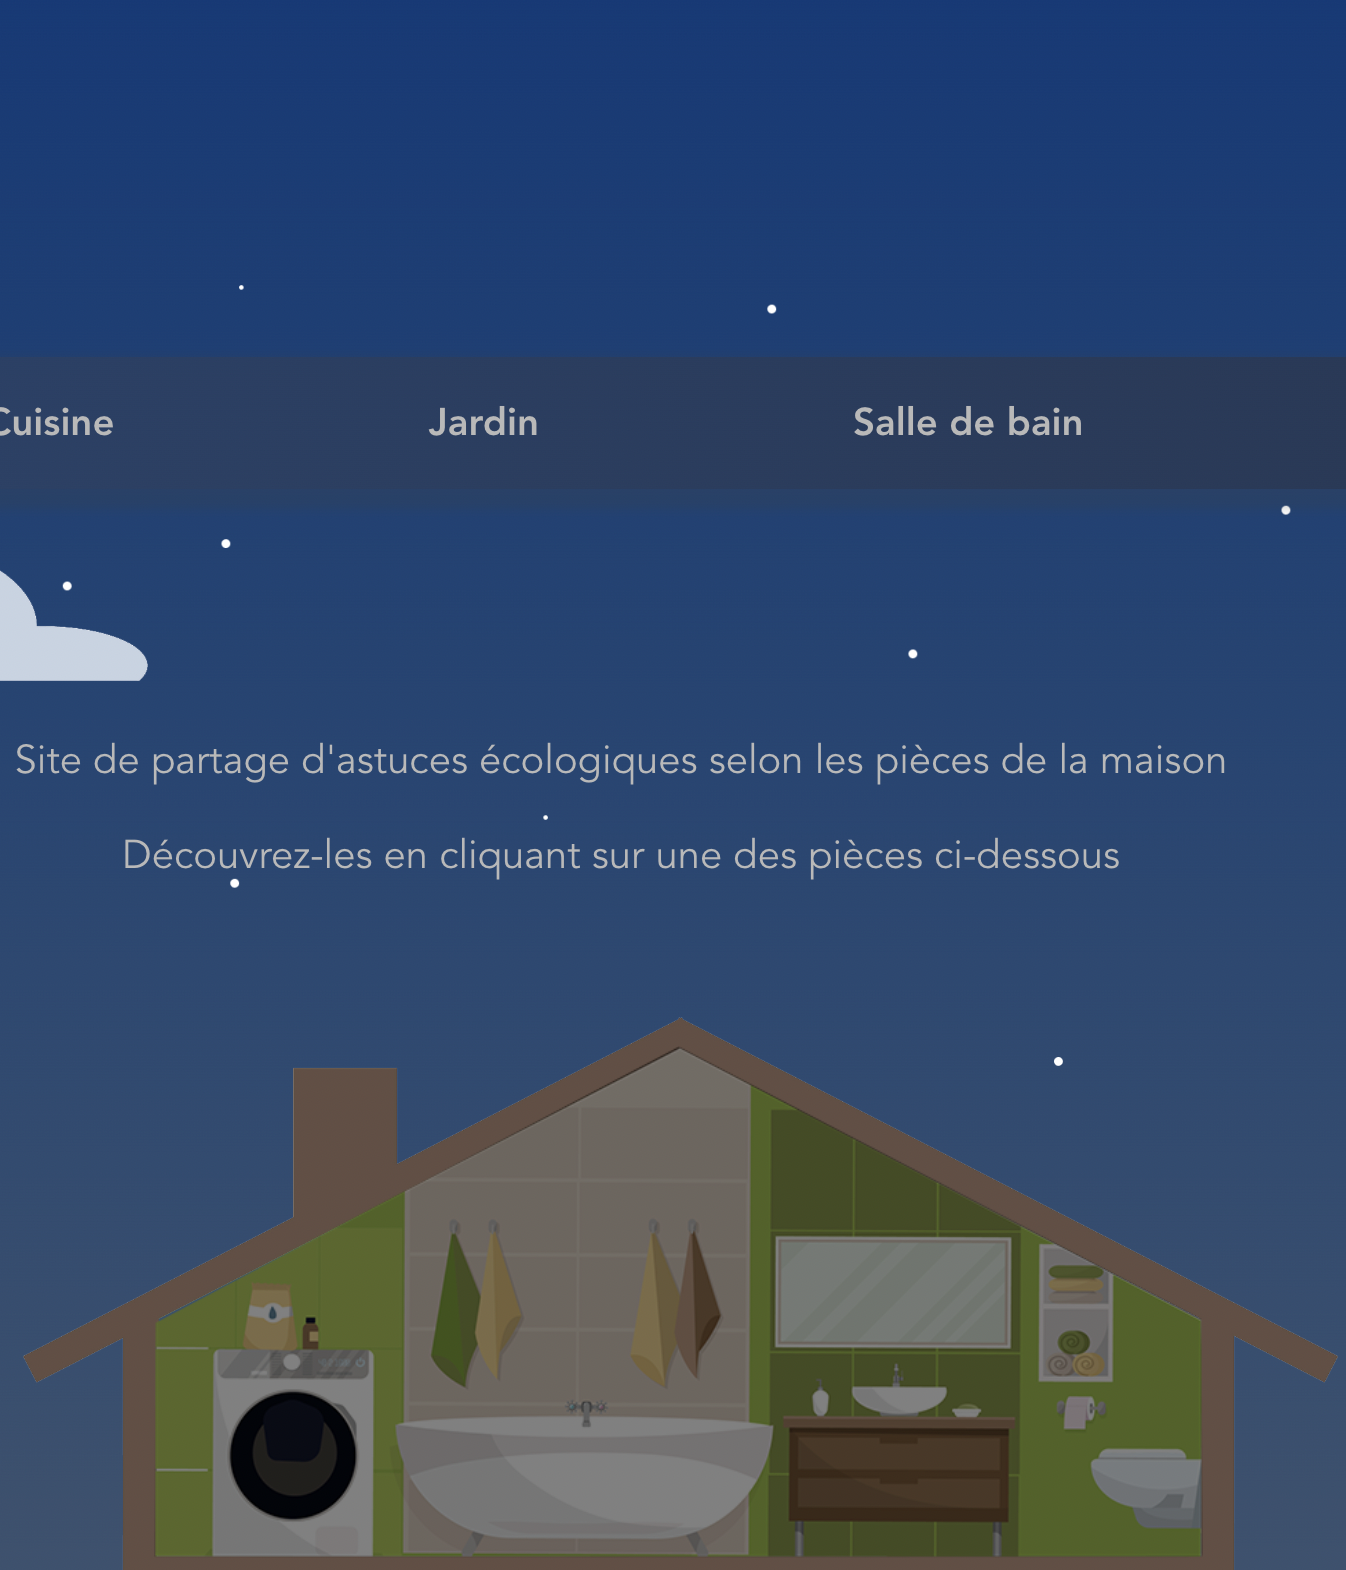 Cuisine Jardin Salle de bain
Site de partage d'astuces écologiques selon les pièces de la maison
Découvrez-les en cliquant sur une des pièces ci-dessous